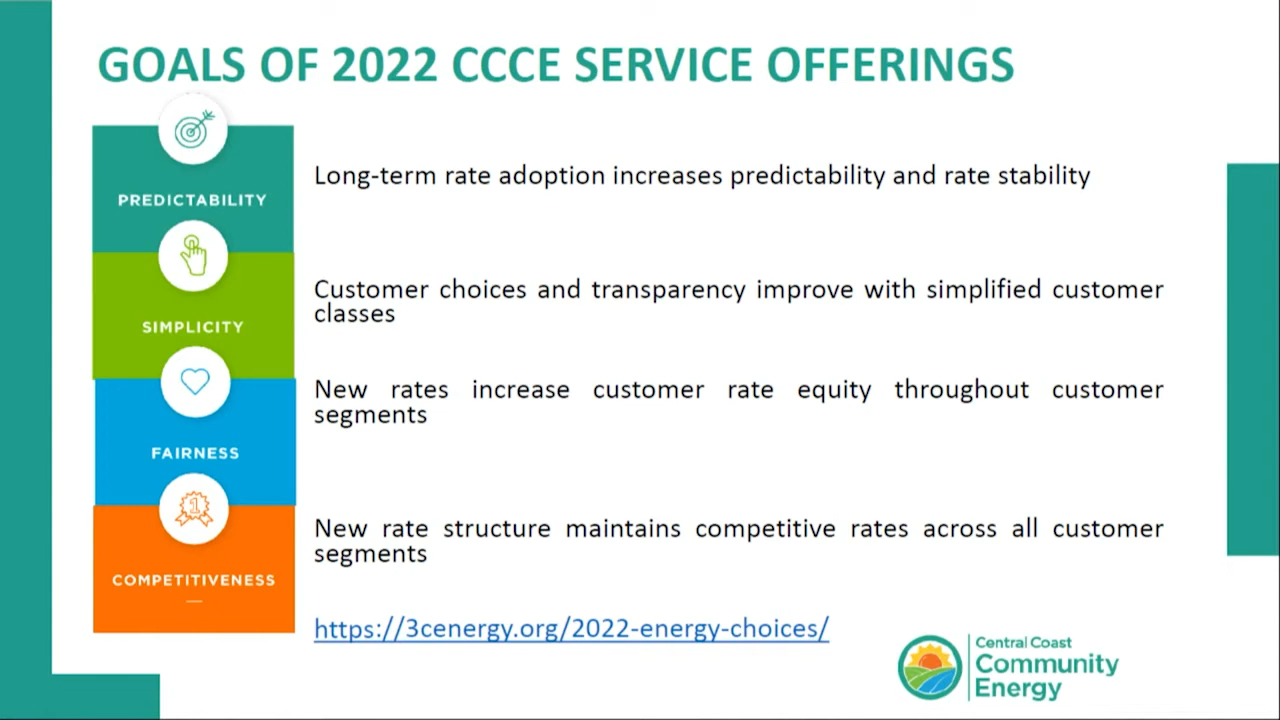 GOALS OF 2022 CCCE SERVICE OFFERINGS
PREDICTABILITY
Long-term rate adoption increases predictability and rate stability
SIMPLICITY
Customer choices and transparency improve with simplified customer
classes
FAIRNESS
New rates increase customer rate equity throughout customer
segments
1
COMPETITIVENESS
New rate structure maintains competitive rates across all customer
segments
https://3cenergy.org/2022-energy-choices/
Central Coast
Community
Energy